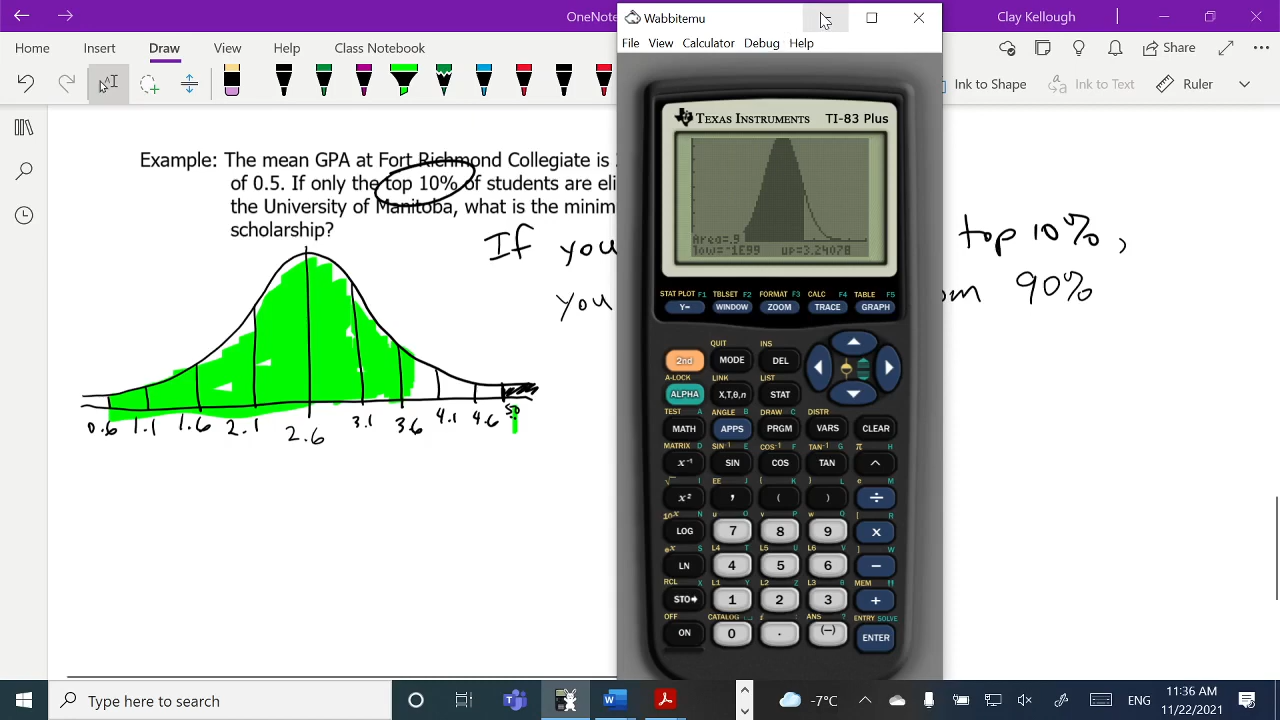 OneNote
Wabbitemu
Clay Kellough
File View Calculator Debug Help
Home Insert Draw View Help Class Notebook
Share
Ink to Shape
Ink to Text
Ruler
Example: The mean GPA at Fort Richmond Collegiate is
of 0.5. If only the top 10% of students are eli
the University of Manitoba, what is the minim
scholarship?
If you
top 10%,
you
om 90%
0.6 1.1 1.6 2.1 2.6 3.1 3.6 4.1 4.6 5.0
TEXAS INSTRUMENTS TI-83 Plus
Area=.9
low=-1E99 up=3.24078
STAT PLOT F1 TBLSET F2 FORMAT F3 CALC F4 TABLE F5
Y= WINDOW ZOOM TRACE GRAPH
QUIT INS
2nd MODE DEL
A-LOCK LINK LIST
ALPHA X,T,θ,n STAT
TEST A ANGLE B DRAW C DISTR
MATH APPS PRGM VARS CLEAR
MATRIX D SIN⁻¹ E COS⁻¹ F TAN⁻¹ G π H
x⁻¹ SIN COS TAN ^
√ I EE J { K } L e M
x² , ( ) ÷
10ˣ N u O v P w Q [ R
LOG 7 8 9 ×
eˣ S L4 T L5 U L6 V ] W
LN 4 5 6 −
RCL X L1 Y L2 Z L3 θ MEM "
STO➔ 1 2 3 +
OFF CATALOG i : ANS ? ENTRY SOLVE
ON 0 . (−) ENTER
Type here to search
-7°C
ENG
11:36 AM
11/22/2021